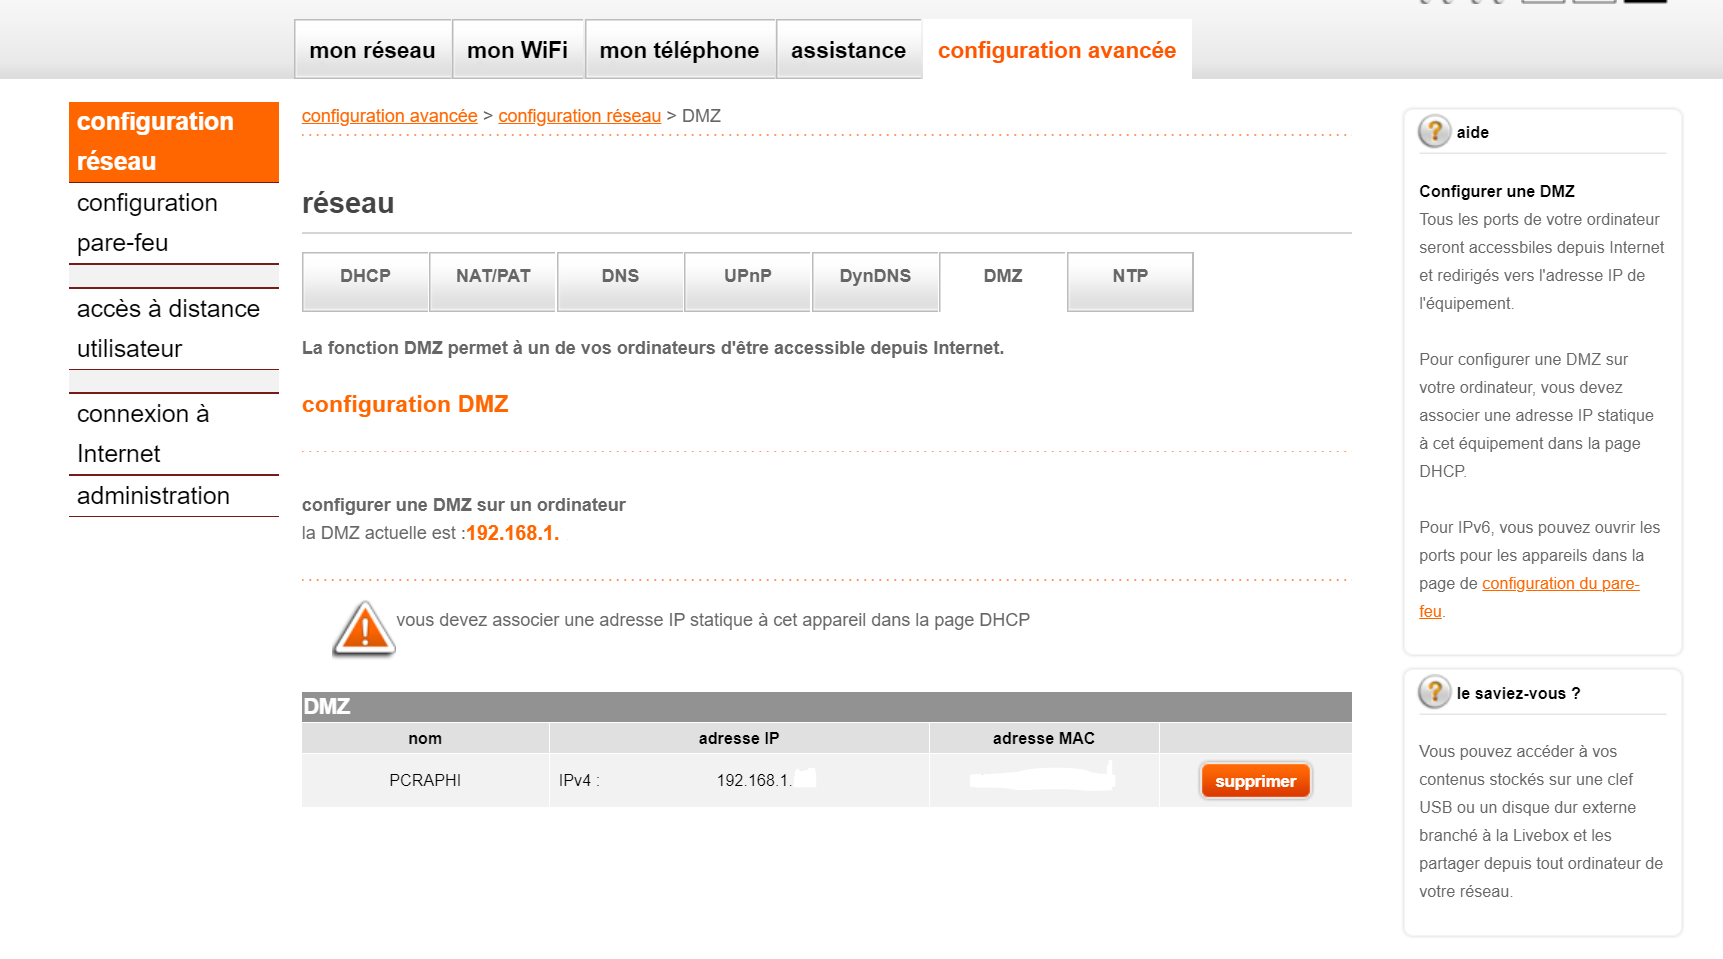 mon réseau
mon WiFi
mon téléphone
assistance
configuration avancée
configuration
réseau
configuration
pare-feu
accès à distance
utilisateur
connexion à
Internet
administration
configuration avancée > configuration réseau > DMZ
réseau
DHCP
NAT/PAT
DNS
UPnP
DynDNS
DMZ
NTP
La fonction DMZ permet à un de vos ordinateurs d'être accessible depuis Internet.
configuration DMZ
configurer une DMZ sur un ordinateur
la DMZ actuelle est :192.168.1.
vous devez associer une adresse IP statique à cet appareil dans la page DHCP
DMZ
nom adresse IP adresse MAC
PCRAPHI IPv4 : 192.168.1. supprimer
aide
Configurer une DMZ
Tous les ports de votre ordinateur
seront accessbiles depuis Internet
et redirigés vers l'adresse IP de
l'équipement.
Pour configurer une DMZ sur
votre ordinateur, vous devez
associer une adresse IP statique
à cet équipement dans la page
DHCP.
Pour IPv6, vous pouvez ouvrir les
ports pour les appareils dans la
page de configuration du pare-
feu.
le saviez-vous ?
Vous pouvez accéder à vos
contenus stockés sur une clef
USB ou un disque dur externe
branché à la Livebox et les
partager depuis tout ordinateur de
votre réseau.